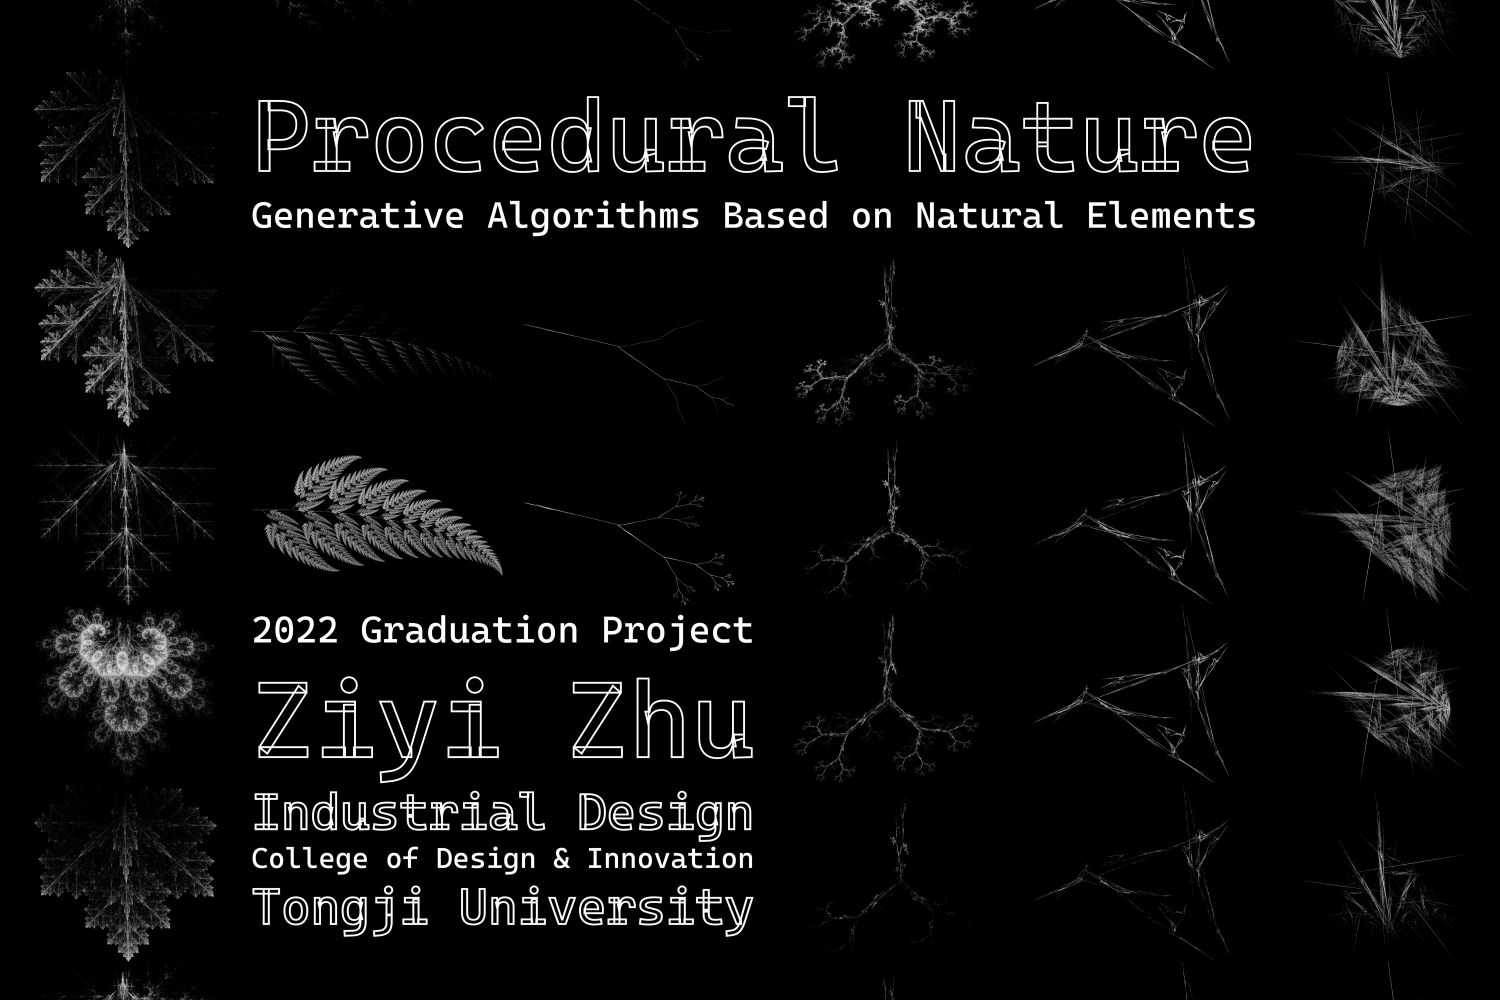 Procedural Nature
Generative Algorithms Based on Natural Elements
2022 Graduation Project
Ziyi Zhu
Industrial Design
College of Design & Innovation
Tongji University